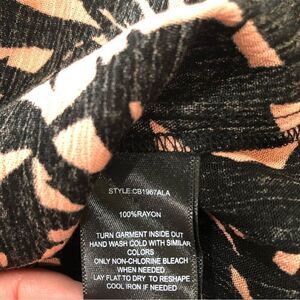 STYLE:CB1967ALA
100%RAYON
TURN GARMENT INSIDE OUT
HAND WASH COLD WITH SIMILAR
COLORS
ONLY NON-CHLORINE BLEACH
WHEN NEEDED
LAY FLAT TO DRY TO RESHAPE
COOL IRON IF NEEDED